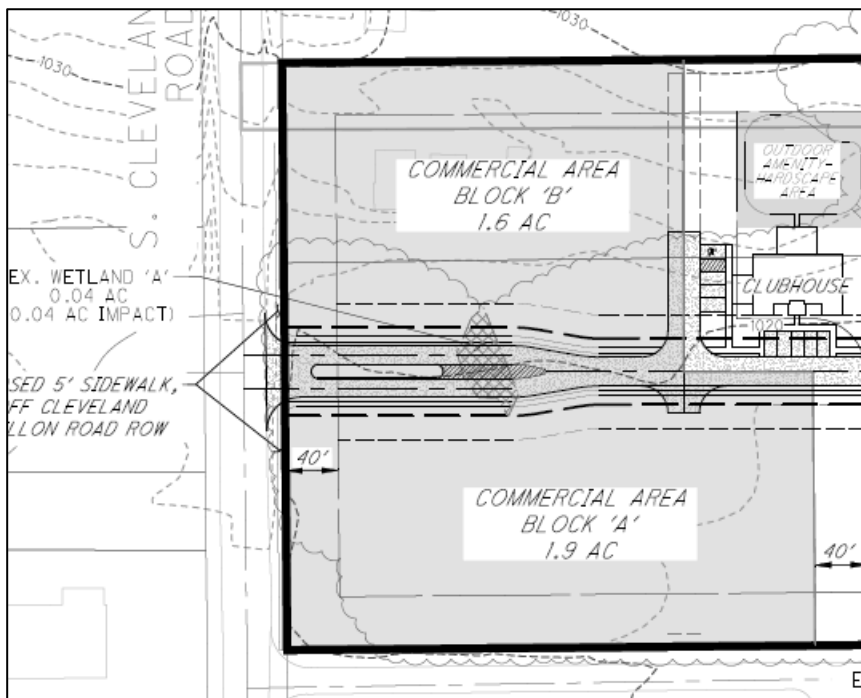 S. CLEVELAN
ROAD
1030
1030
COMMERCIAL AREA
BLOCK 'B'
1.6 AC
OUTDOOR
AMENITY-
HARDSCAPE
AREA
EX. WETLAND 'A'
0.04 AC
0.04 AC IMPACT)
CLUBHOUSE
1020
SED 5' SIDEWALK,
FF CLEVELAND
LLON ROAD ROW
40'
COMMERCIAL AREA
BLOCK 'A'
1.9 AC
40'
E